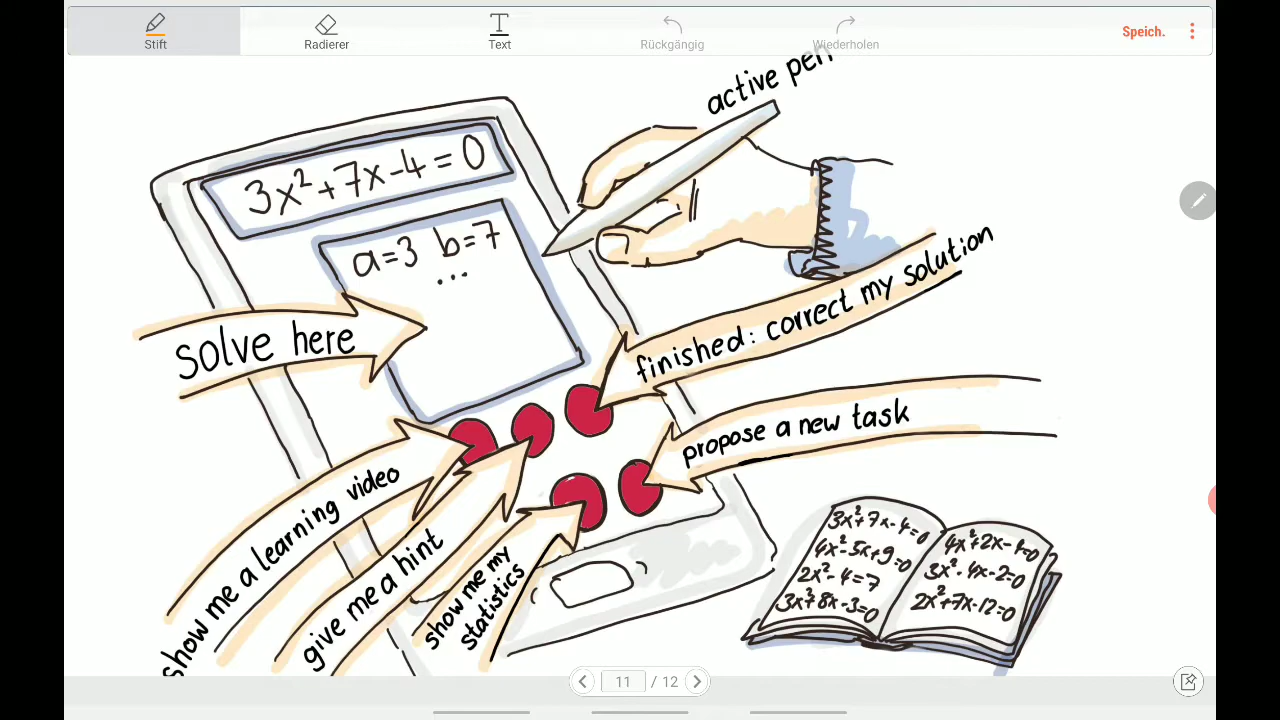 Stift
Radierer
Text
Rückgängig
Wiederholen
Speich.
active pen
3x²+7x-4=0
a=3 b=7
...
solve here
finished: correct my solution
propose a new task
show me a learning video
give me a hint
show me my
statistics
3x²+7x-4=0
4x²-5x+9=0
2x²-4=7
3x²+8x-3=0
4x²+2x-1=0
3x²-4x-2=0
2x²+7x-12=0
11 / 12